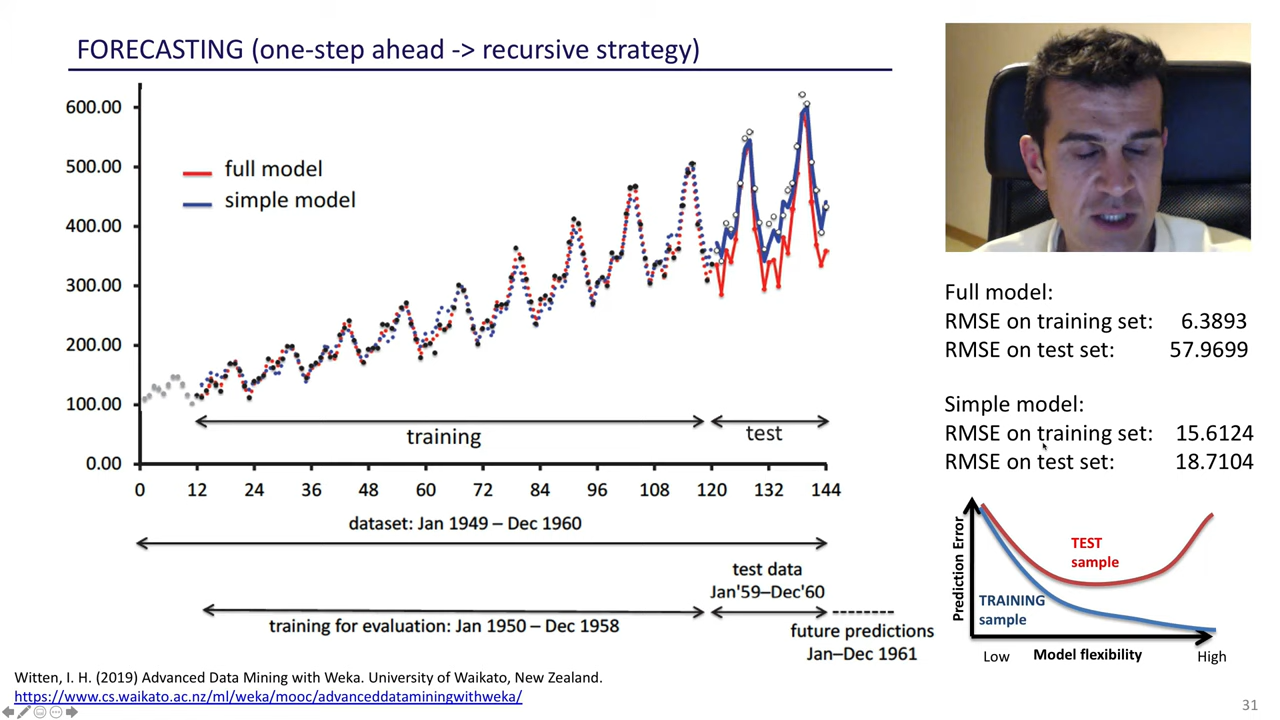 FORECASTING (one-step ahead -> recursive strategy)
600.00
500.00
400.00
300.00
200.00
100.00
0.00
full model
simple model
training
test
0 12 24 36 48 60 72 84 96 108 120 132 144
dataset: Jan 1949 – Dec 1960
test data
Jan'59–Dec'60
training for evaluation: Jan 1950 – Dec 1958
future predictions
Jan–Dec 1961
Full model:
RMSE on training set: 6.3893
RMSE on test set: 57.9699
Simple model:
RMSE on training set: 15.6124
RMSE on test set: 18.7104
Prediction Error
TEST
sample
TRAINING
sample
Low Model flexibility High
Witten, I. H. (2019) Advanced Data Mining with Weka. University of Waikato, New Zealand.
https://www.cs.waikato.ac.nz/ml/weka/mooc/advanceddataminingwithweka/
31